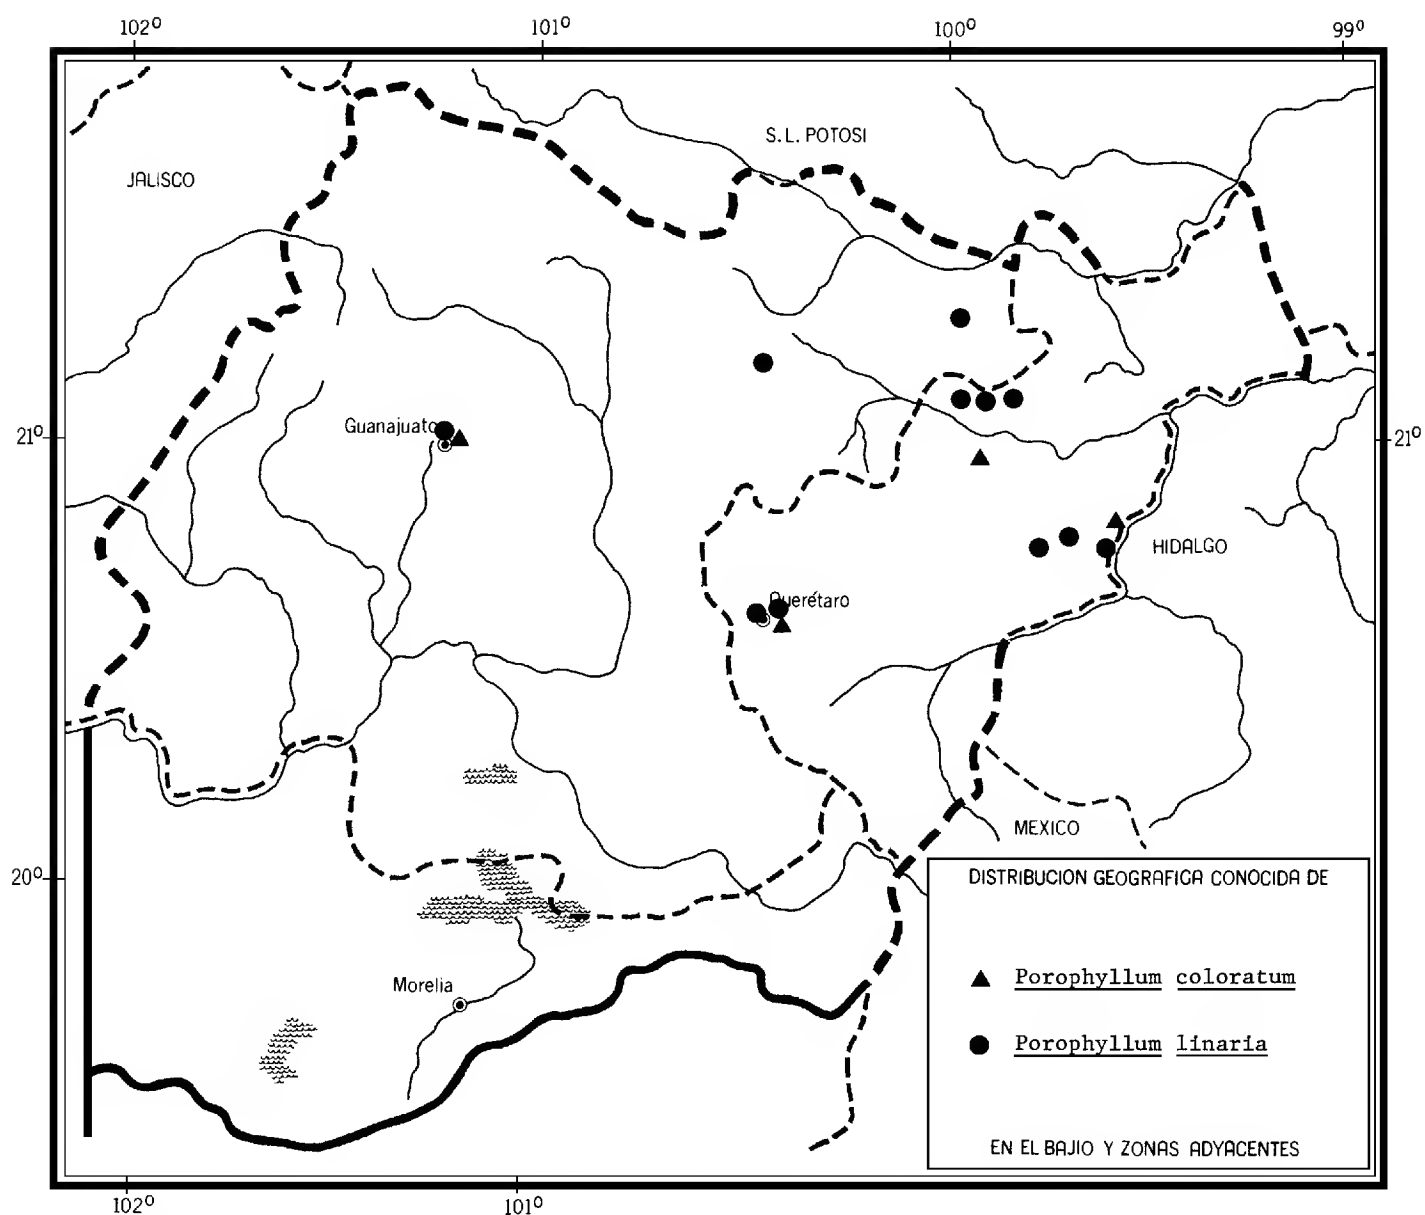 102º 101º 100º 99º
S.L. POTOSI
JALISCO
Guanajuato
21º 21º
HIDALGO
Querétaro
MEXICO
20º
DISTRIBUCION GEOGRAFICA CONOCIDA DE
Porophyllum coloratum
Morelia
Porophyllum linaria
EN EL BAJIO Y ZONAS ADYACENTES
102º 101º